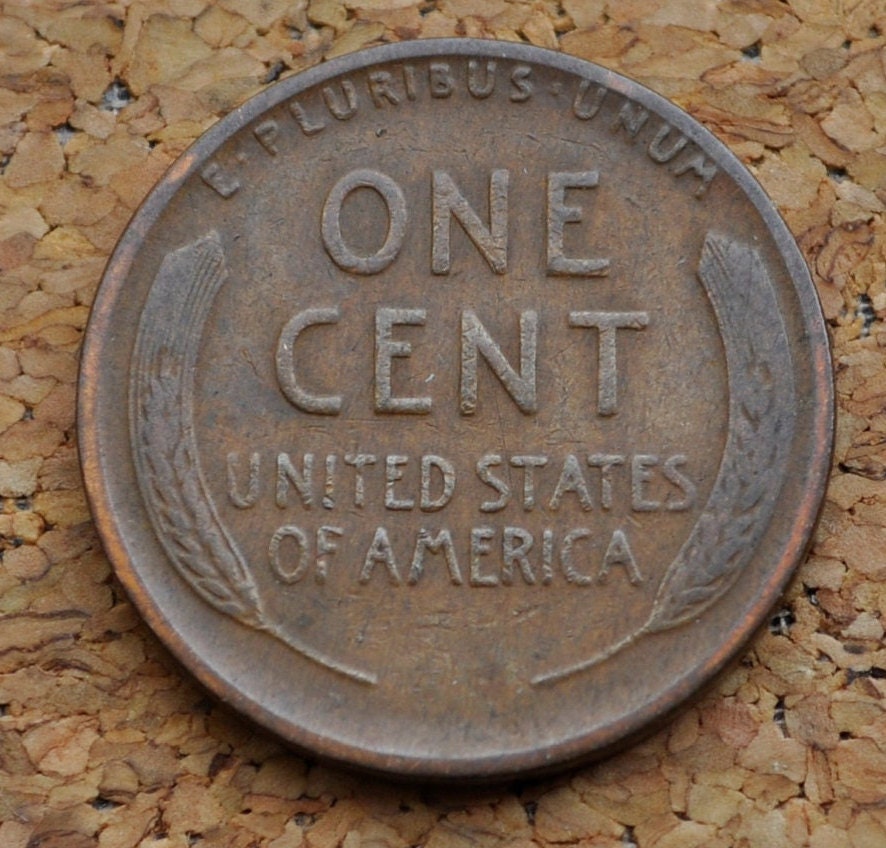 E·PLURIBUS·UNUM
ONE
CENT
UNITED STATES
OF AMERICA